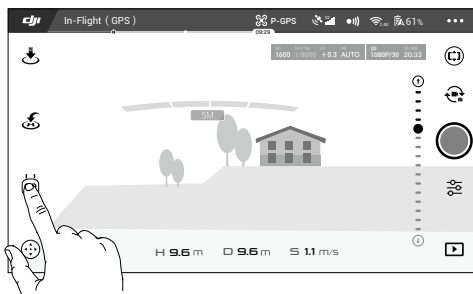 dji In-Flight ( GPS ) P-GPS 61%
09:29
1600 1/8000 +0.3 AUTO 1080P/30 20:33
5M
H 9.6 m D 9.6 m S 1.1 m/s